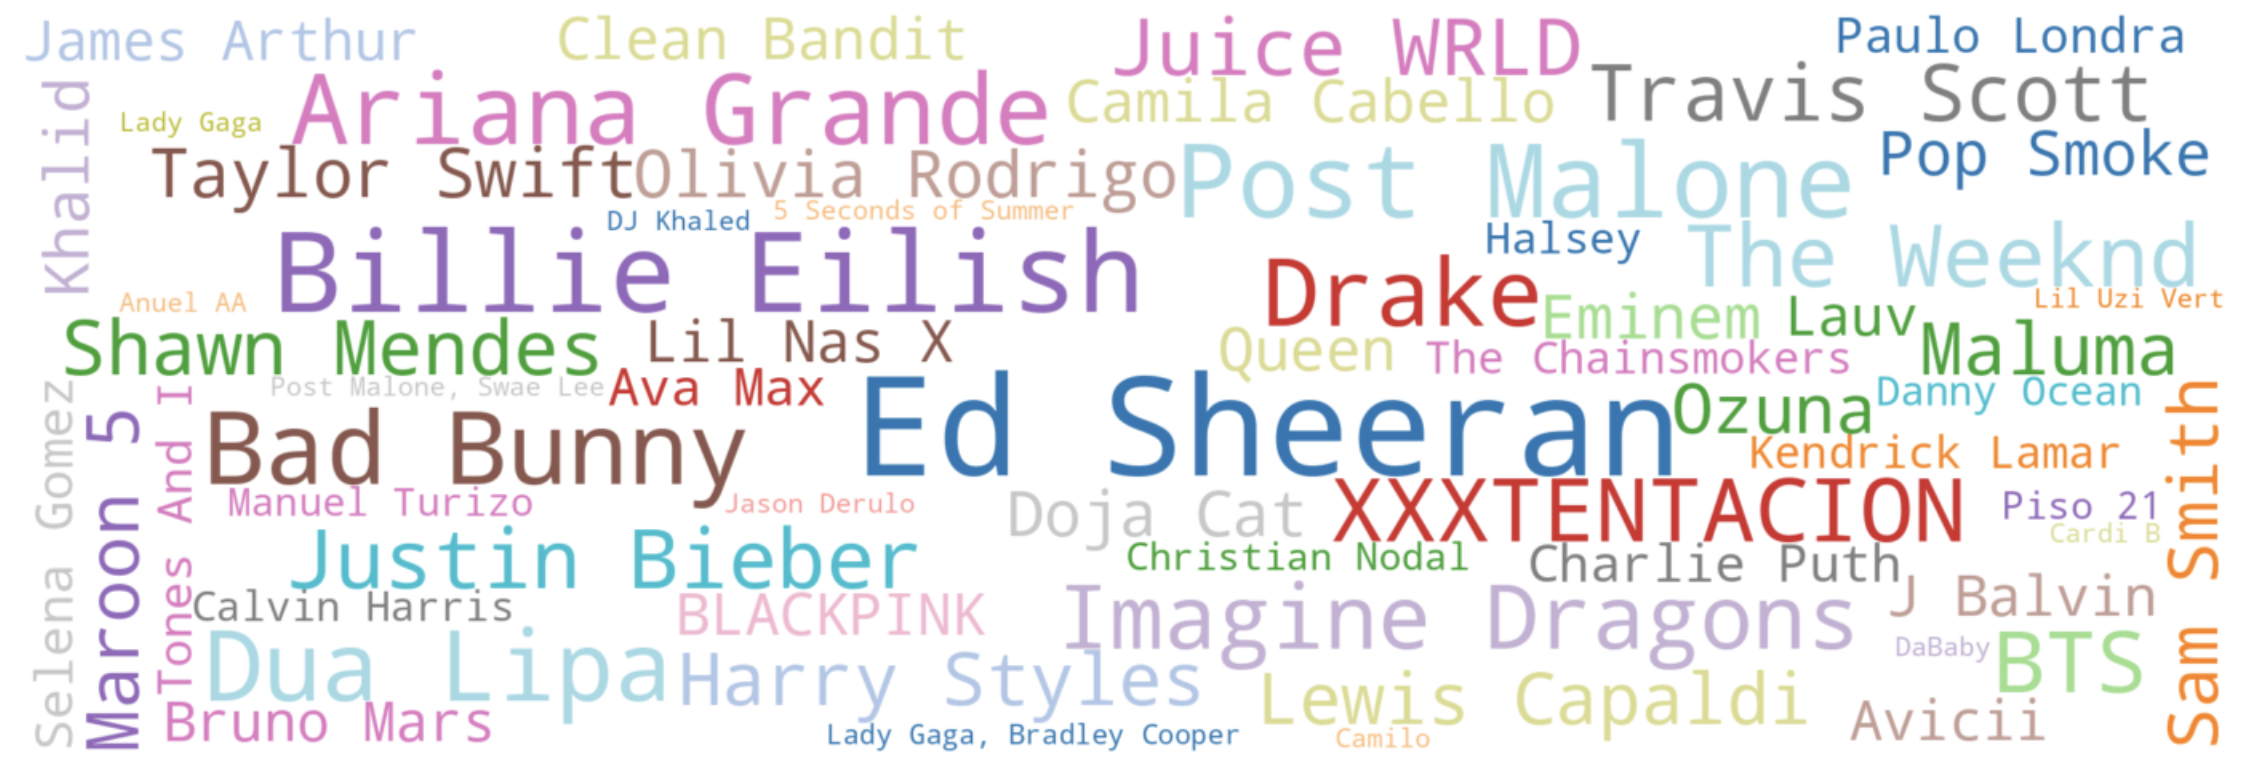 James Arthur
Clean Bandit
Juice WRLD
Paulo Londra
Khalid
Lady Gaga
Ariana Grande
Camila Cabello
Travis Scott
Taylor Swift
Olivia Rodrigo
Post Malone
Pop Smoke
DJ Khaled
5 Seconds of Summer
Billie Eilish
Halsey
The Weeknd
Anuel AA
Drake
Eminem
Lauv
Lil Uzi Vert
Shawn Mendes
Lil Nas X
Queen
The Chainsmokers
Maluma
Post Malone, Swae Lee
Ava Max
Ed Sheeran
Ozuna
Danny Ocean
Selena Gomez
Maroon 5
Tones And I
Bad Bunny
Kendrick Lamar
Sam Smith
Manuel Turizo
Jason Derulo
Doja Cat
XXXTENTACION
Piso 21
Cardi B
Justin Bieber
Christian Nodal
Charlie Puth
Calvin Harris
BLACKPINK
Imagine Dragons
J Balvin
Dua Lipa
Harry Styles
DaBaby
BTS
Lewis Capaldi
Bruno Mars
Lady Gaga, Bradley Cooper
Camilo
Avicii